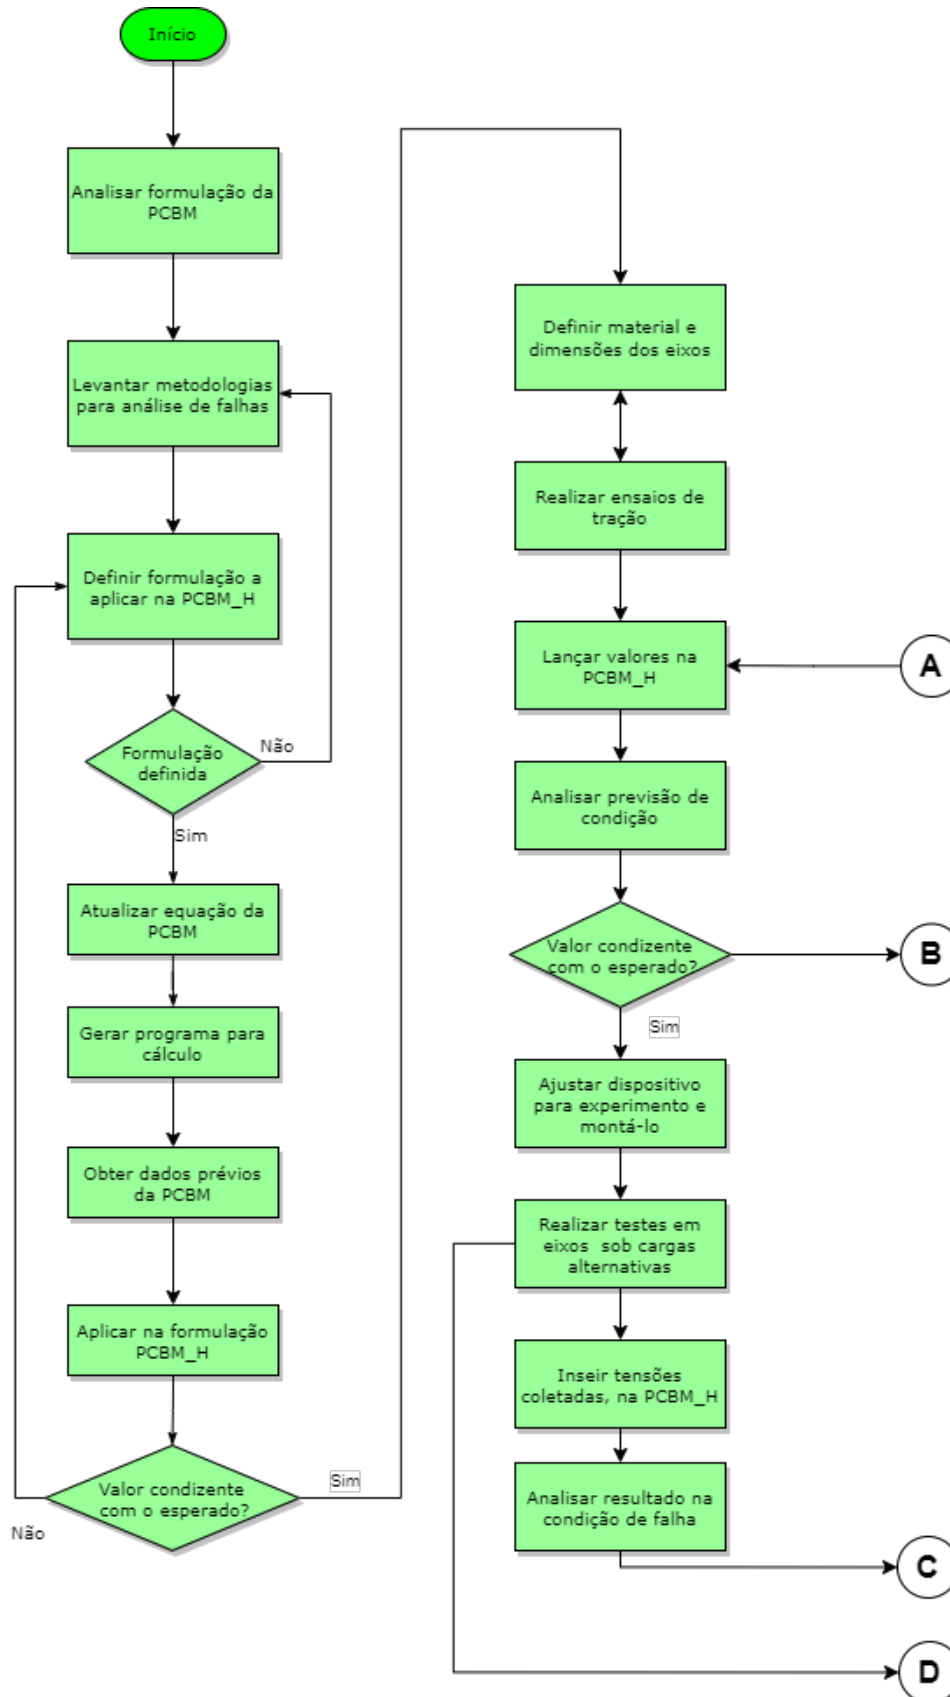 Início
Analisar formulação da
PCBM
Levantar metodologias
para análise de falhas
Definir formulação a
aplicar na PCBM_H
Formulação
definida
Não
Sim
Atualizar equação da
PCBM
Gerar programa para
cálculo
Obter dados prévios
da PCBM
Aplicar na formulação
PCBM_H
Valor condizente
com o esperado?
Não
Sim
Definir material e
dimensões dos eixos
Realizar ensaios de
tração
Lançar valores na
PCBM_H
A
Analisar previsão de
condição
Valor condizente
com o esperado?
B
Sim
Ajustar dispositivo
para experimento e
montá-lo
Realizar testes em
eixos sob cargas
alternativas
Inseir tensões
coletadas, na PCBM_H
Analisar resultado na
condição de falha
C
D